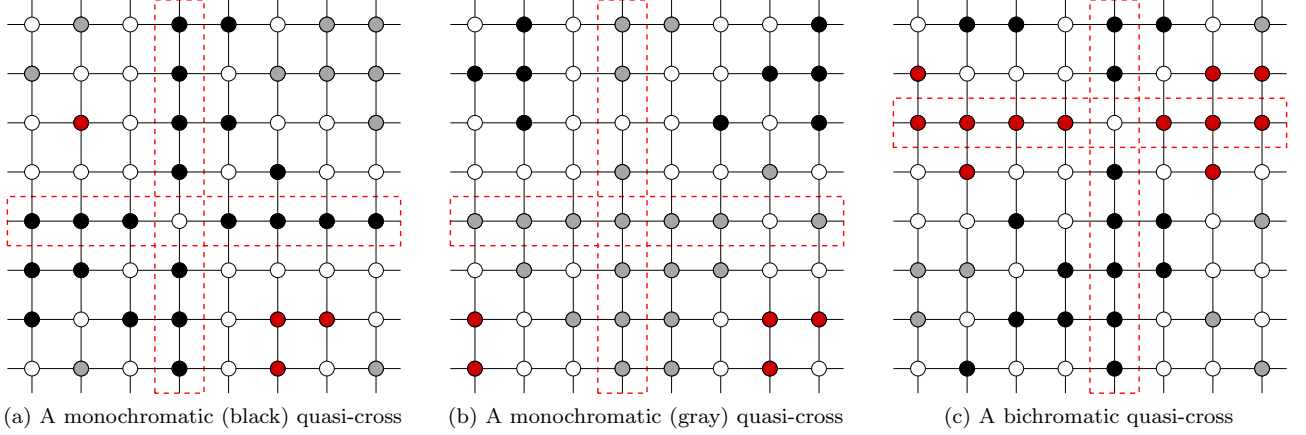 (a) A monochromatic (black) quasi-cross
(b) A monochromatic (gray) quasi-cross
(c) A bichromatic quasi-cross